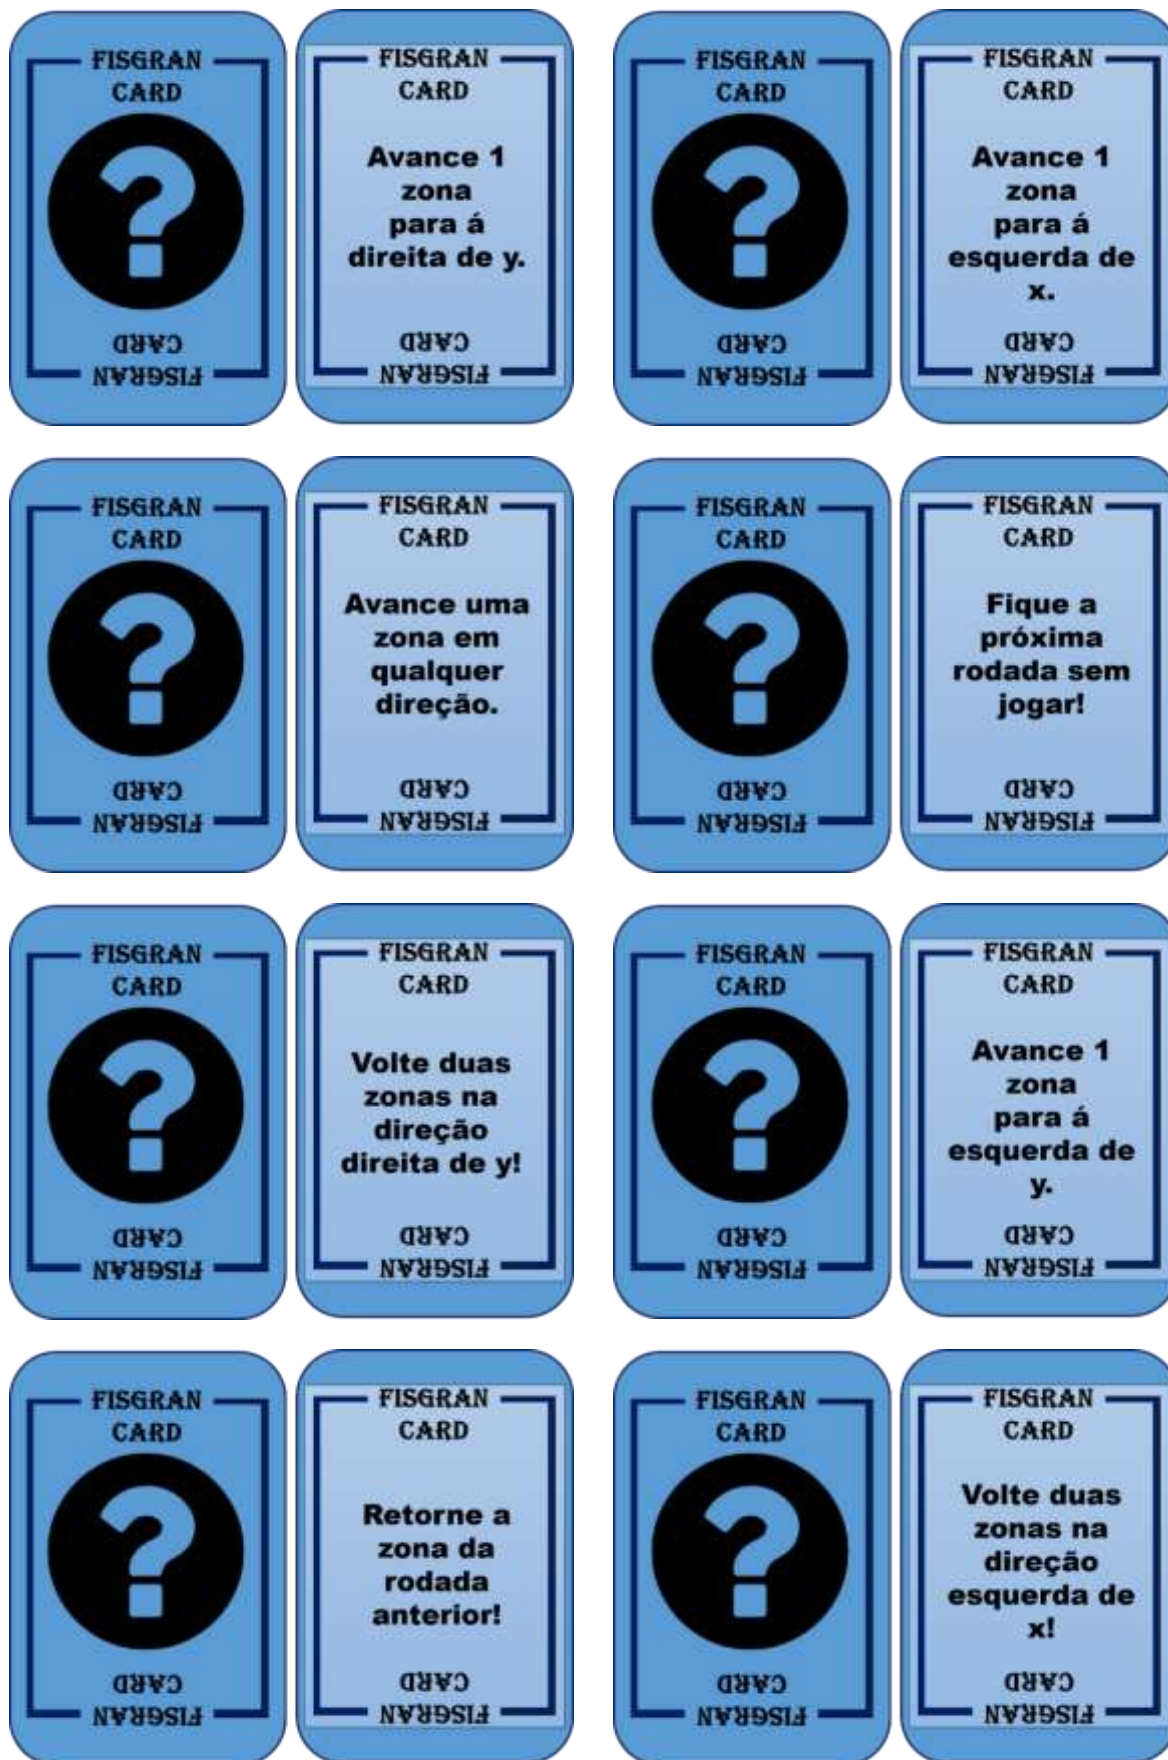 FISGRAN
CARD
?
CARD
FISGRAN
FISGRAN
CARD
Avance 1
zona
para á
direita de y.
CARD
FISGRAN
FISGRAN
CARD
?
CARD
FISGRAN
FISGRAN
CARD
Avance 1
zona
para á
esquerda de
x.
CARD
FISGRAN
FISGRAN
CARD
?
CARD
FISGRAN
FISGRAN
CARD
Avance uma
zona em
qualquer
direção.
CARD
FISGRAN
FISGRAN
CARD
?
CARD
FISGRAN
FISGRAN
CARD
Fique a
próxima
rodada sem
jogar!
CARD
FISGRAN
FISGRAN
CARD
?
CARD
FISGRAN
FISGRAN
CARD
Volte duas
zonas na
direção
direita de y!
CARD
FISGRAN
FISGRAN
CARD
?
CARD
FISGRAN
FISGRAN
CARD
Avance 1
zona
para á
esquerda de
y.
CARD
FISGRAN
FISGRAN
CARD
?
CARD
FISGRAN
FISGRAN
CARD
Retorne a
zona da
rodada
anterior!
CARD
FISGRAN
FISGRAN
CARD
?
CARD
FISGRAN
FISGRAN
CARD
Volte duas
zonas na
direção
esquerda de
x!
CARD
FISGRAN